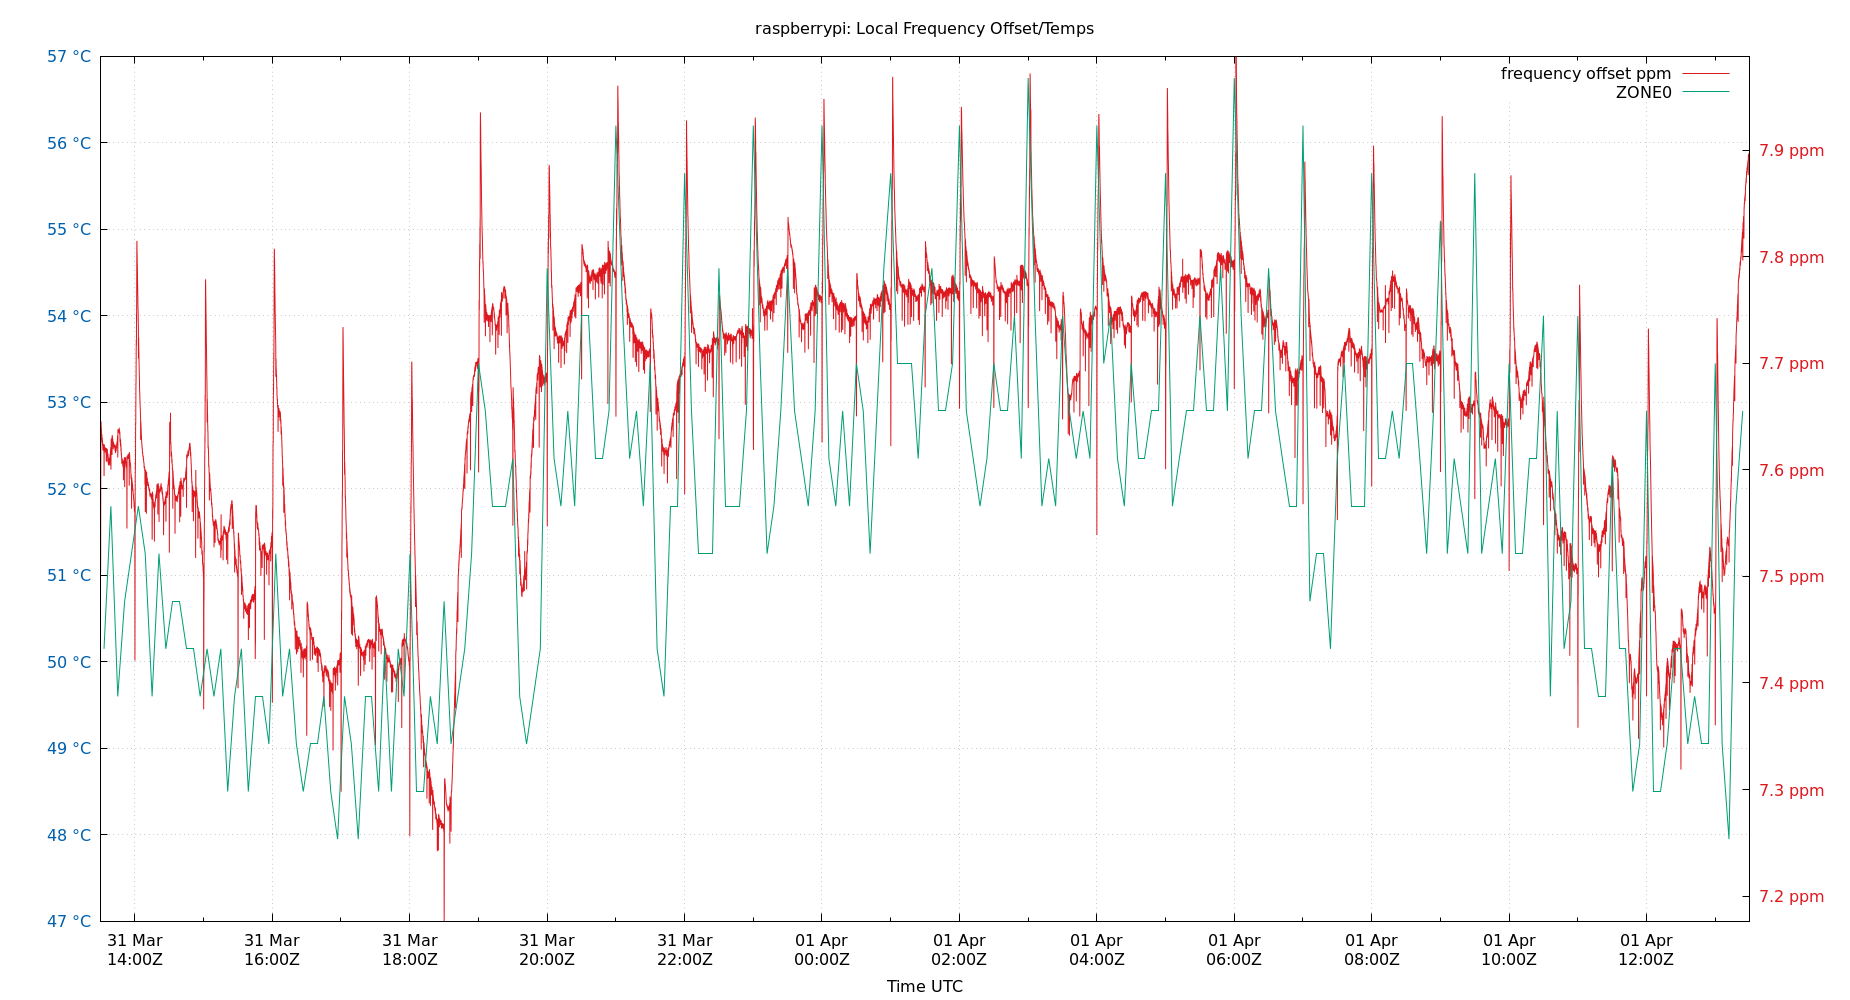 raspberrypi: Local Frequency Offset/Temps
frequency offset ppm
ZONE0
57 °C
56 °C
55 °C
54 °C
53 °C
52 °C
51 °C
50 °C
49 °C
48 °C
47 °C
7.9 ppm
7.8 ppm
7.7 ppm
7.6 ppm
7.5 ppm
7.4 ppm
7.3 ppm
7.2 ppm
31 Mar
14:00Z
31 Mar
16:00Z
31 Mar
18:00Z
31 Mar
20:00Z
31 Mar
22:00Z
01 Apr
00:00Z
01 Apr
02:00Z
01 Apr
04:00Z
01 Apr
06:00Z
01 Apr
08:00Z
01 Apr
10:00Z
01 Apr
12:00Z
Time UTC